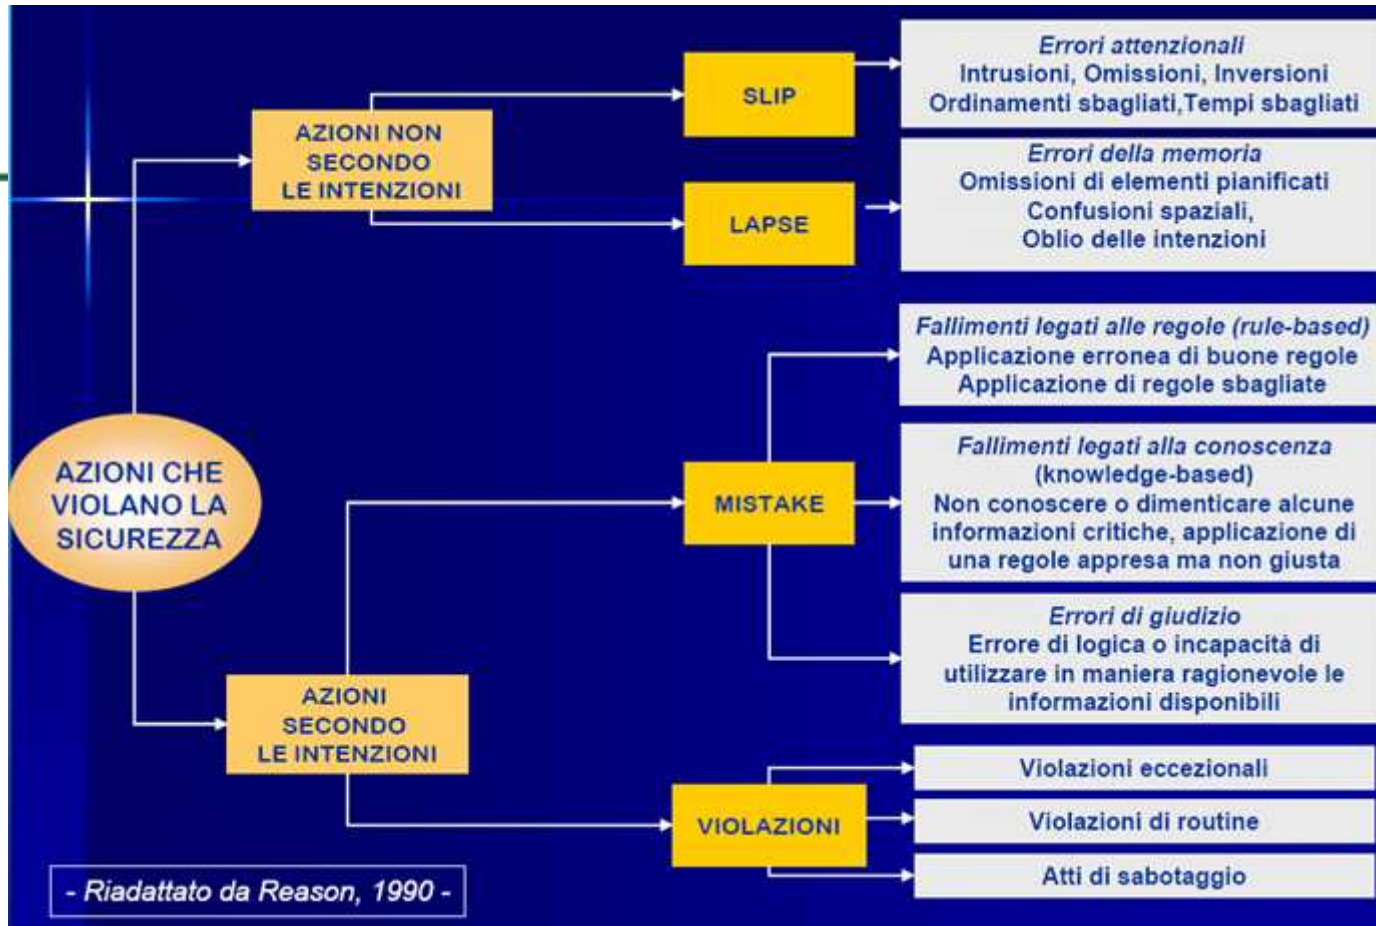 AZIONI CHE
VIOLANO LA
SICUREZZA
AZIONI NON
SECONDO
LE INTENZIONI
SLIP
Errori attenzionali
Intrusioni, Omissioni, Inversioni
Ordinamenti sbagliati,Tempi sbagliati
LAPSE
Errori della memoria
Omissioni di elementi pianificati
Confusioni spaziali,
Oblio delle intenzioni
AZIONI
SECONDO
LE INTENZIONI
MISTAKE
Fallimenti legati alle regole (rule-based)
Applicazione erronea di buone regole
Applicazione di regole sbagliate
Fallimenti legati alla conoscenza
(knowledge-based)
Non conoscere o dimenticare alcune
informazioni critiche, applicazione di
una regole appresa ma non giusta
Errori di giudizio
Errore di logica o incapacità di
utilizzare in maniera ragionevole le
informazioni disponibili
VIOLAZIONI
Violazioni eccezionali
Violazioni di routine
Atti di sabotaggio
- Riadattato da Reason, 1990 -